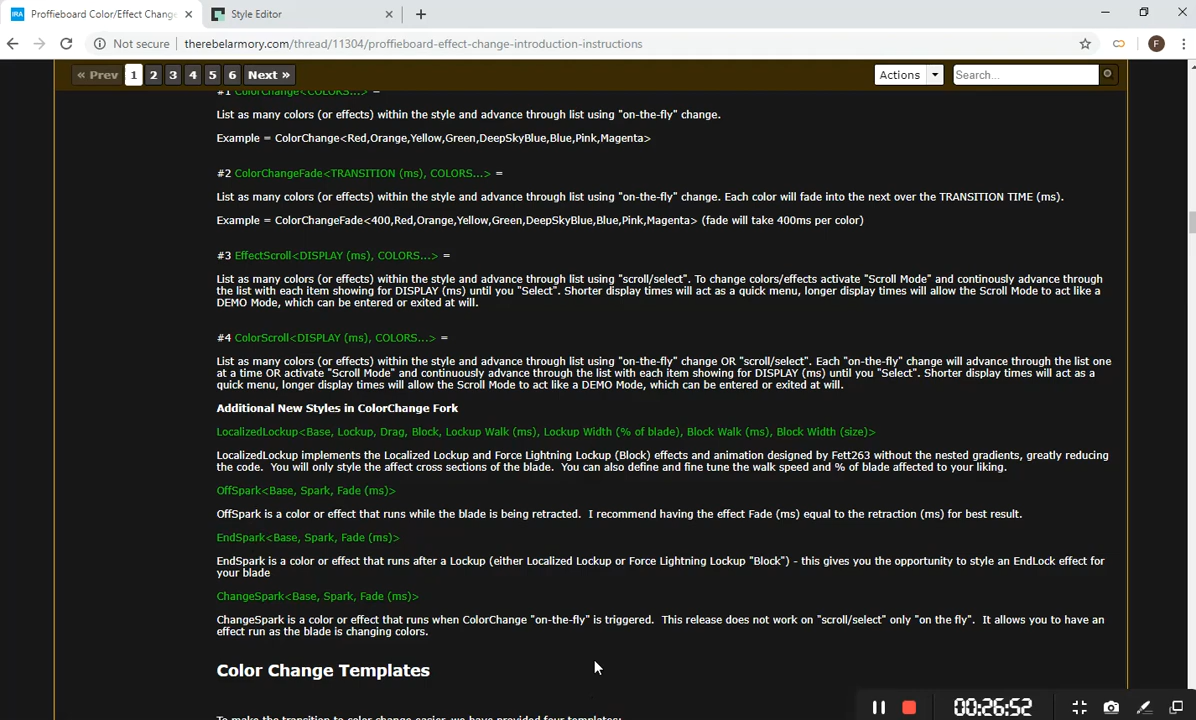 Proffieboard Color/Effect Change
Style Editor
Not secure
therebelarmory.com/thread/11304/proffieboard-effect-change-introduction-instructions
F
« Prev 1 2 3 4 5 6 Next »
Actions
Search...
#1 ColorChange<COLORS...> =
List as many colors (or effects) within the style and advance through list using "on-the-fly" change.
Example = ColorChange<Red,Orange,Yellow,Green,DeepSkyBlue,Blue,Pink,Magenta>
#2 ColorChangeFade<TRANSITION (ms), COLORS...> =
List as many colors (or effects) within the style and advance through list using "on-the-fly" change. Each color will fade into the next over the TRANSITION TIME (ms).
Example = ColorChangeFade<400,Red,Orange,Yellow,Green,DeepSkyBlue,Blue,Pink,Magenta> (fade will take 400ms per color)
#3 EffectScroll<DISPLAY (ms), COLORS...> =
List as many colors (or effects) within the style and advance through list using "scroll/select". To change colors/effects activate "Scroll Mode" and continously advance through
the list with each item showing for DISPLAY (ms) until you "Select". Shorter display times will act as a quick menu, longer display times will allow the Scroll Mode to act like a
DEMO Mode, which can be entered or exited at will.
#4 ColorScroll<DISPLAY (ms), COLORS...> =
List as many colors (or effects) within the style and advance through list using "on-the-fly" change OR "scroll/select". Each "on-the-fly" change will advance through the list one
at a time OR activate "Scroll Mode" and continuously advance through the list with each item showing for DISPLAY (ms) until you "Select". Shorter display times will act as a
quick menu, longer display times will allow the Scroll Mode to act like a DEMO Mode, which can be entered or exited at will.
Additional New Styles in ColorChange Fork
LocalizedLockup<Base, Lockup, Drag, Block, Lockup Walk (ms), Lockup Width (% of blade), Block Walk (ms), Block Width (size)>
LocalizedLockup implements the Localized Lockup and Force Lightning Lockup (Block) effects and animation designed by Fett263 without the nested gradients, greatly reducing
the code. You will only style the affect cross sections of the blade. You can also define and fine tune the walk speed and % of blade affected to your liking.
OffSpark<Base, Spark, Fade (ms)>
OffSpark is a color or effect that runs while the blade is being retracted. I recommend having the effect Fade (ms) equal to the retraction (ms) for best result.
EndSpark<Base, Spark, Fade (ms)>
EndSpark is a color or effect that runs after a Lockup (either Localized Lockup or Force Lightning Lockup "Block") - this gives you the opportunity to style an EndLock effect for
your blade
ChangeSpark<Base, Spark, Fade (ms)>
ChangeSpark is a color or effect that runs when ColorChange "on-the-fly" is triggered. This release does not work on "scroll/select" only "on the fly". It allows you to have an
effect run as the blade is changing colors.
Color Change Templates
To make the transition to color change easier, we have provided four templates:
00:26:52